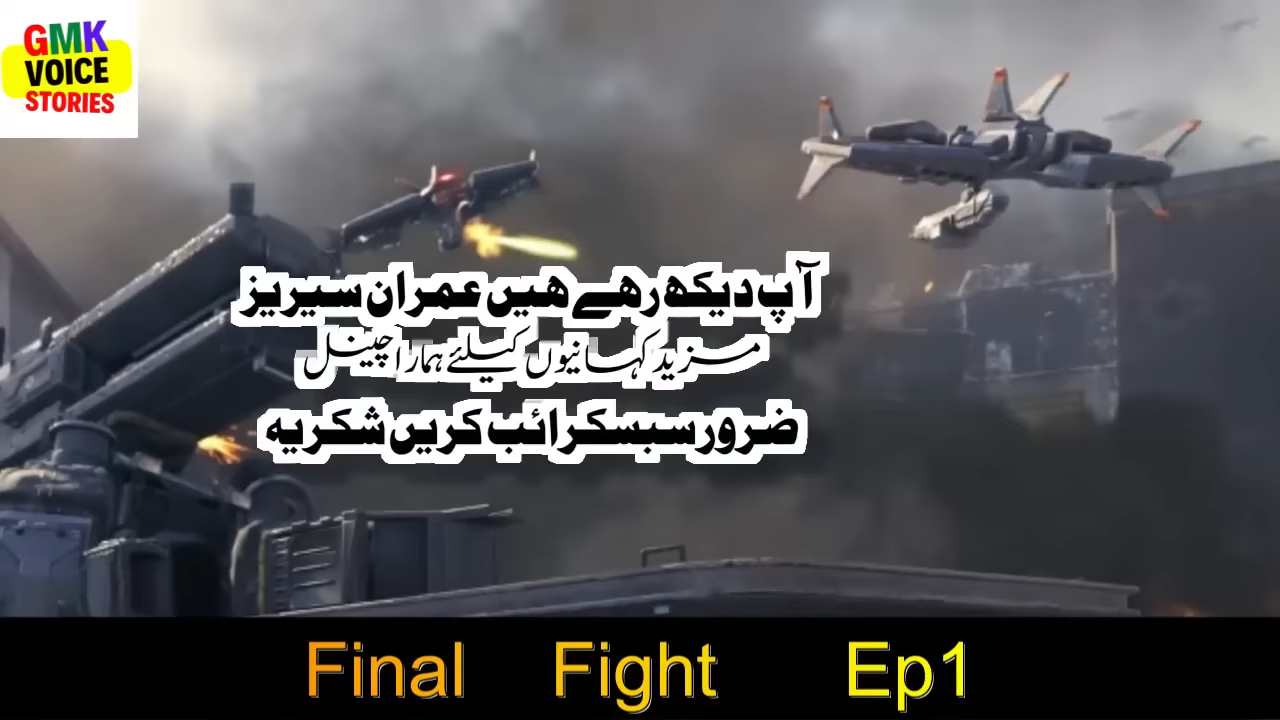 GMK
VOICE
STORIES
آپ دیکھ رھے ھیں عمران سیریز
مزید کہانیوں کیلئے ہمارا چینل
ضرور سبسکرائب کریں شکریہ
Final Fight Ep1